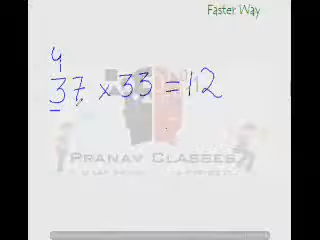 Faster Way
4
37 × 33 = 112
PRANAV CLASSES